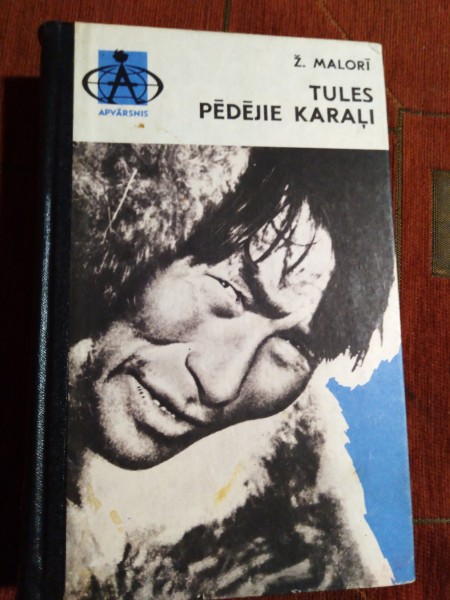 Ž. MALORĪ
TULES
PĒDĒJIE KARAĻI
A
APVĀRSNIS